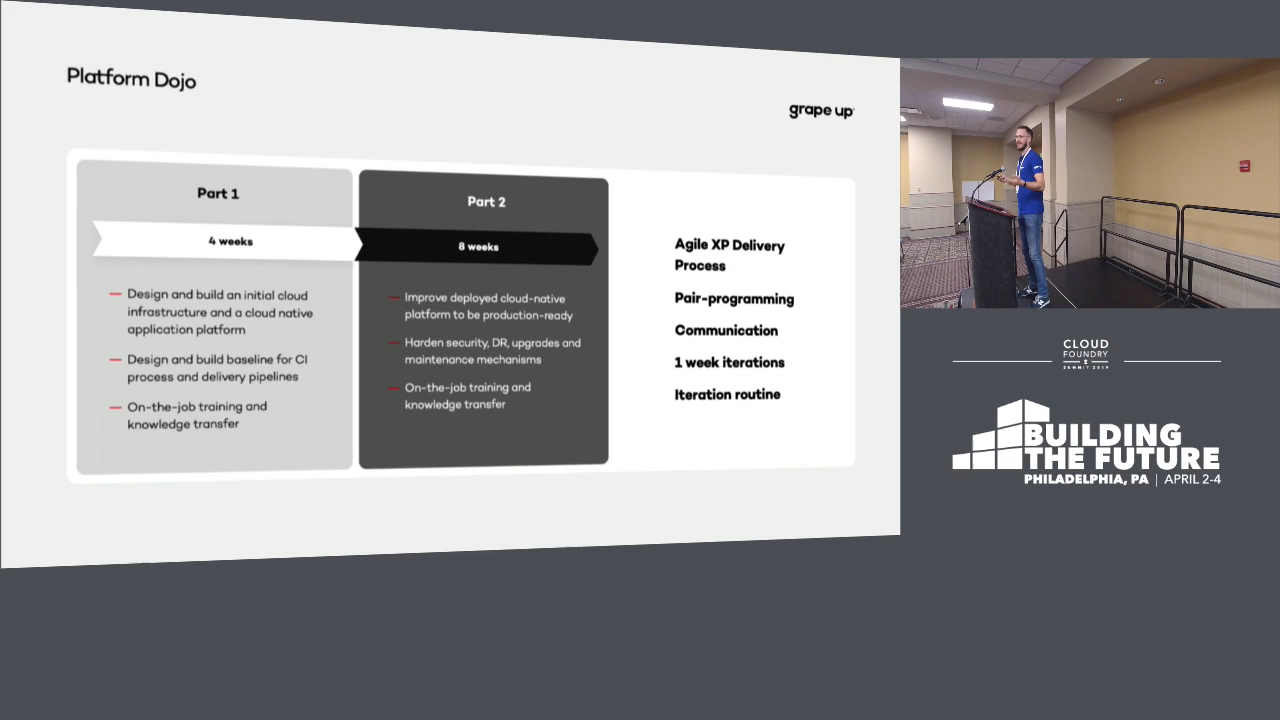 Platform Dojo
grape up
Part 1
4 weeks
— Design and build an initial cloud
infrastructure and a cloud native
application platform
— Design and build baseline for CI
process and delivery pipelines
— On-the-job training and
knowledge transfer
Part 2
8 weeks
— Improve deployed cloud-native
platform to be production-ready
— Harden security, DR, upgrades and
maintenance mechanisms
— On-the-job training and
knowledge transfer
Agile XP Delivery
Process
Pair-programming
Communication
1 week iterations
Iteration routine
CLOUD
FOUNDRY
SUMMIT 2019
BUILDING
THE FUTURE
PHILADELPHIA, PA | APRIL 2-4